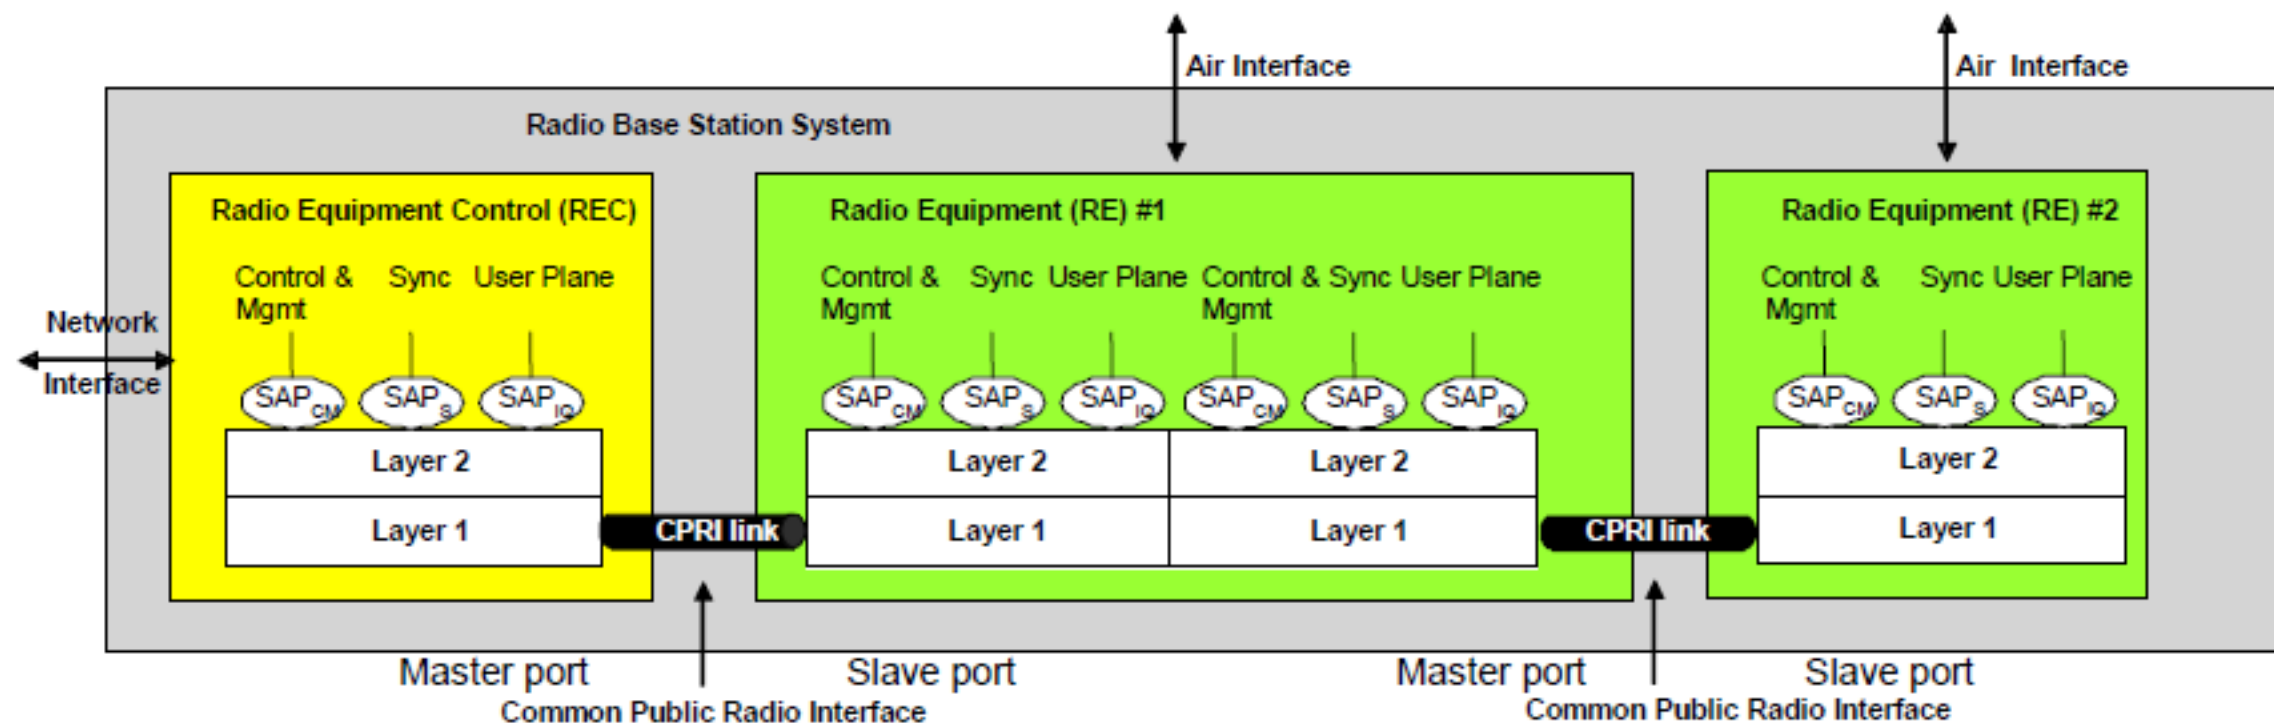 Air Interface
Air Interface
Radio Base Station System
Radio Equipment Control (REC)
Radio Equipment (RE) #1
Radio Equipment (RE) #2
Control & Sync User Plane
Mgmt
Control & Sync User Plane Control & Sync User Plane
Mgmt Mgmt
Control & Sync User Plane
Mgmt
Network
Interface
SAPCM SAPS SAPIQ
SAPCM SAPS SAPIQ SAPCM SAPS SAPIQ
SAPCM SAPS SAPIQ
Layer 2
Layer 2 Layer 2
Layer 2
Layer 1
CPRI link
Layer 1 Layer 1
CPRI link
Layer 1
Master port Slave port Master port Slave port
Common Public Radio Interface
Common Public Radio Interface